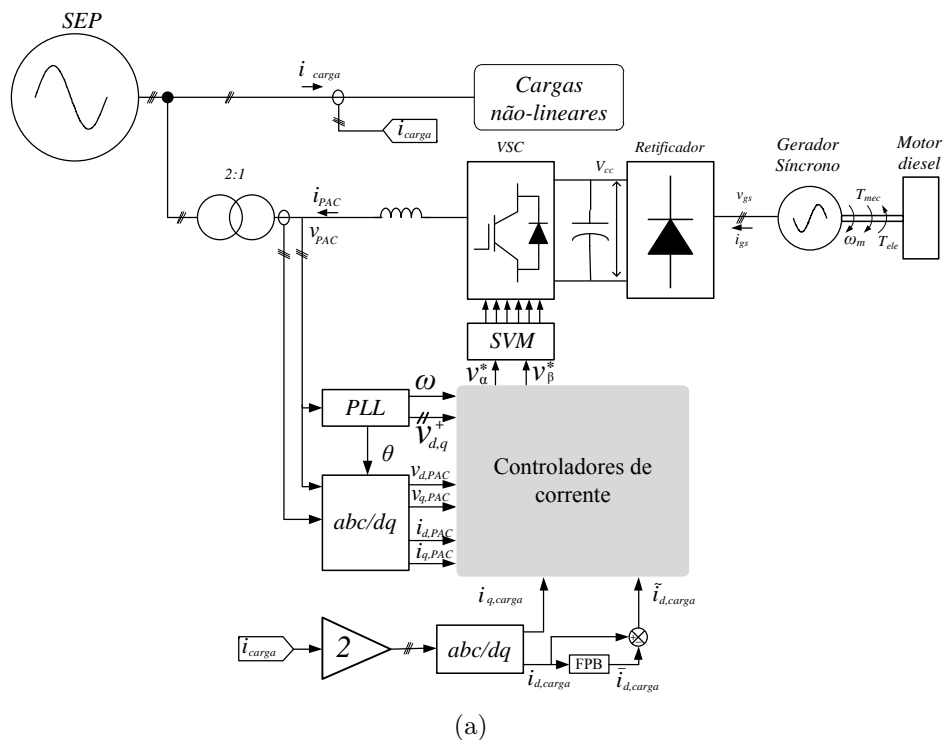 SEP
i carga
Cargas
não-lineares
i carga
VSC
Retificador
Gerador
Síncrono
Motor
diesel
2:1
i PAC
v PAC
V cc
v gs
i gs
T mec
ω m
T ele
SVM
v α *
v β *
PLL
ω
v d,q +
θ
abc/dq
v d,PAC
v q,PAC
i d,PAC
i q,PAC
Controladores de
corrente
i q,carga
ĩ d,carga
i carga
2
abc/dq
FPB
i d,carga
i̅ d,carga
(a)